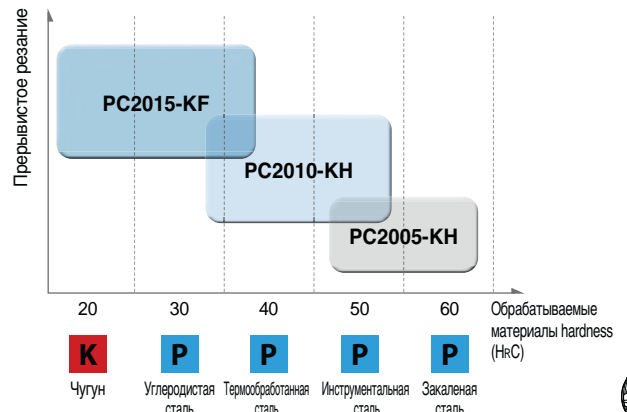 Прерывистое резание
PC2015-KF
PC2010-KH
PC2005-KH
20 30 40 50 60 Обрабатываемые
материалы hardness
(HRC)
K P P P P
Чугун Углеродистая Термообработанная Инструментальная Закаленая
сталь сталь сталь сталь